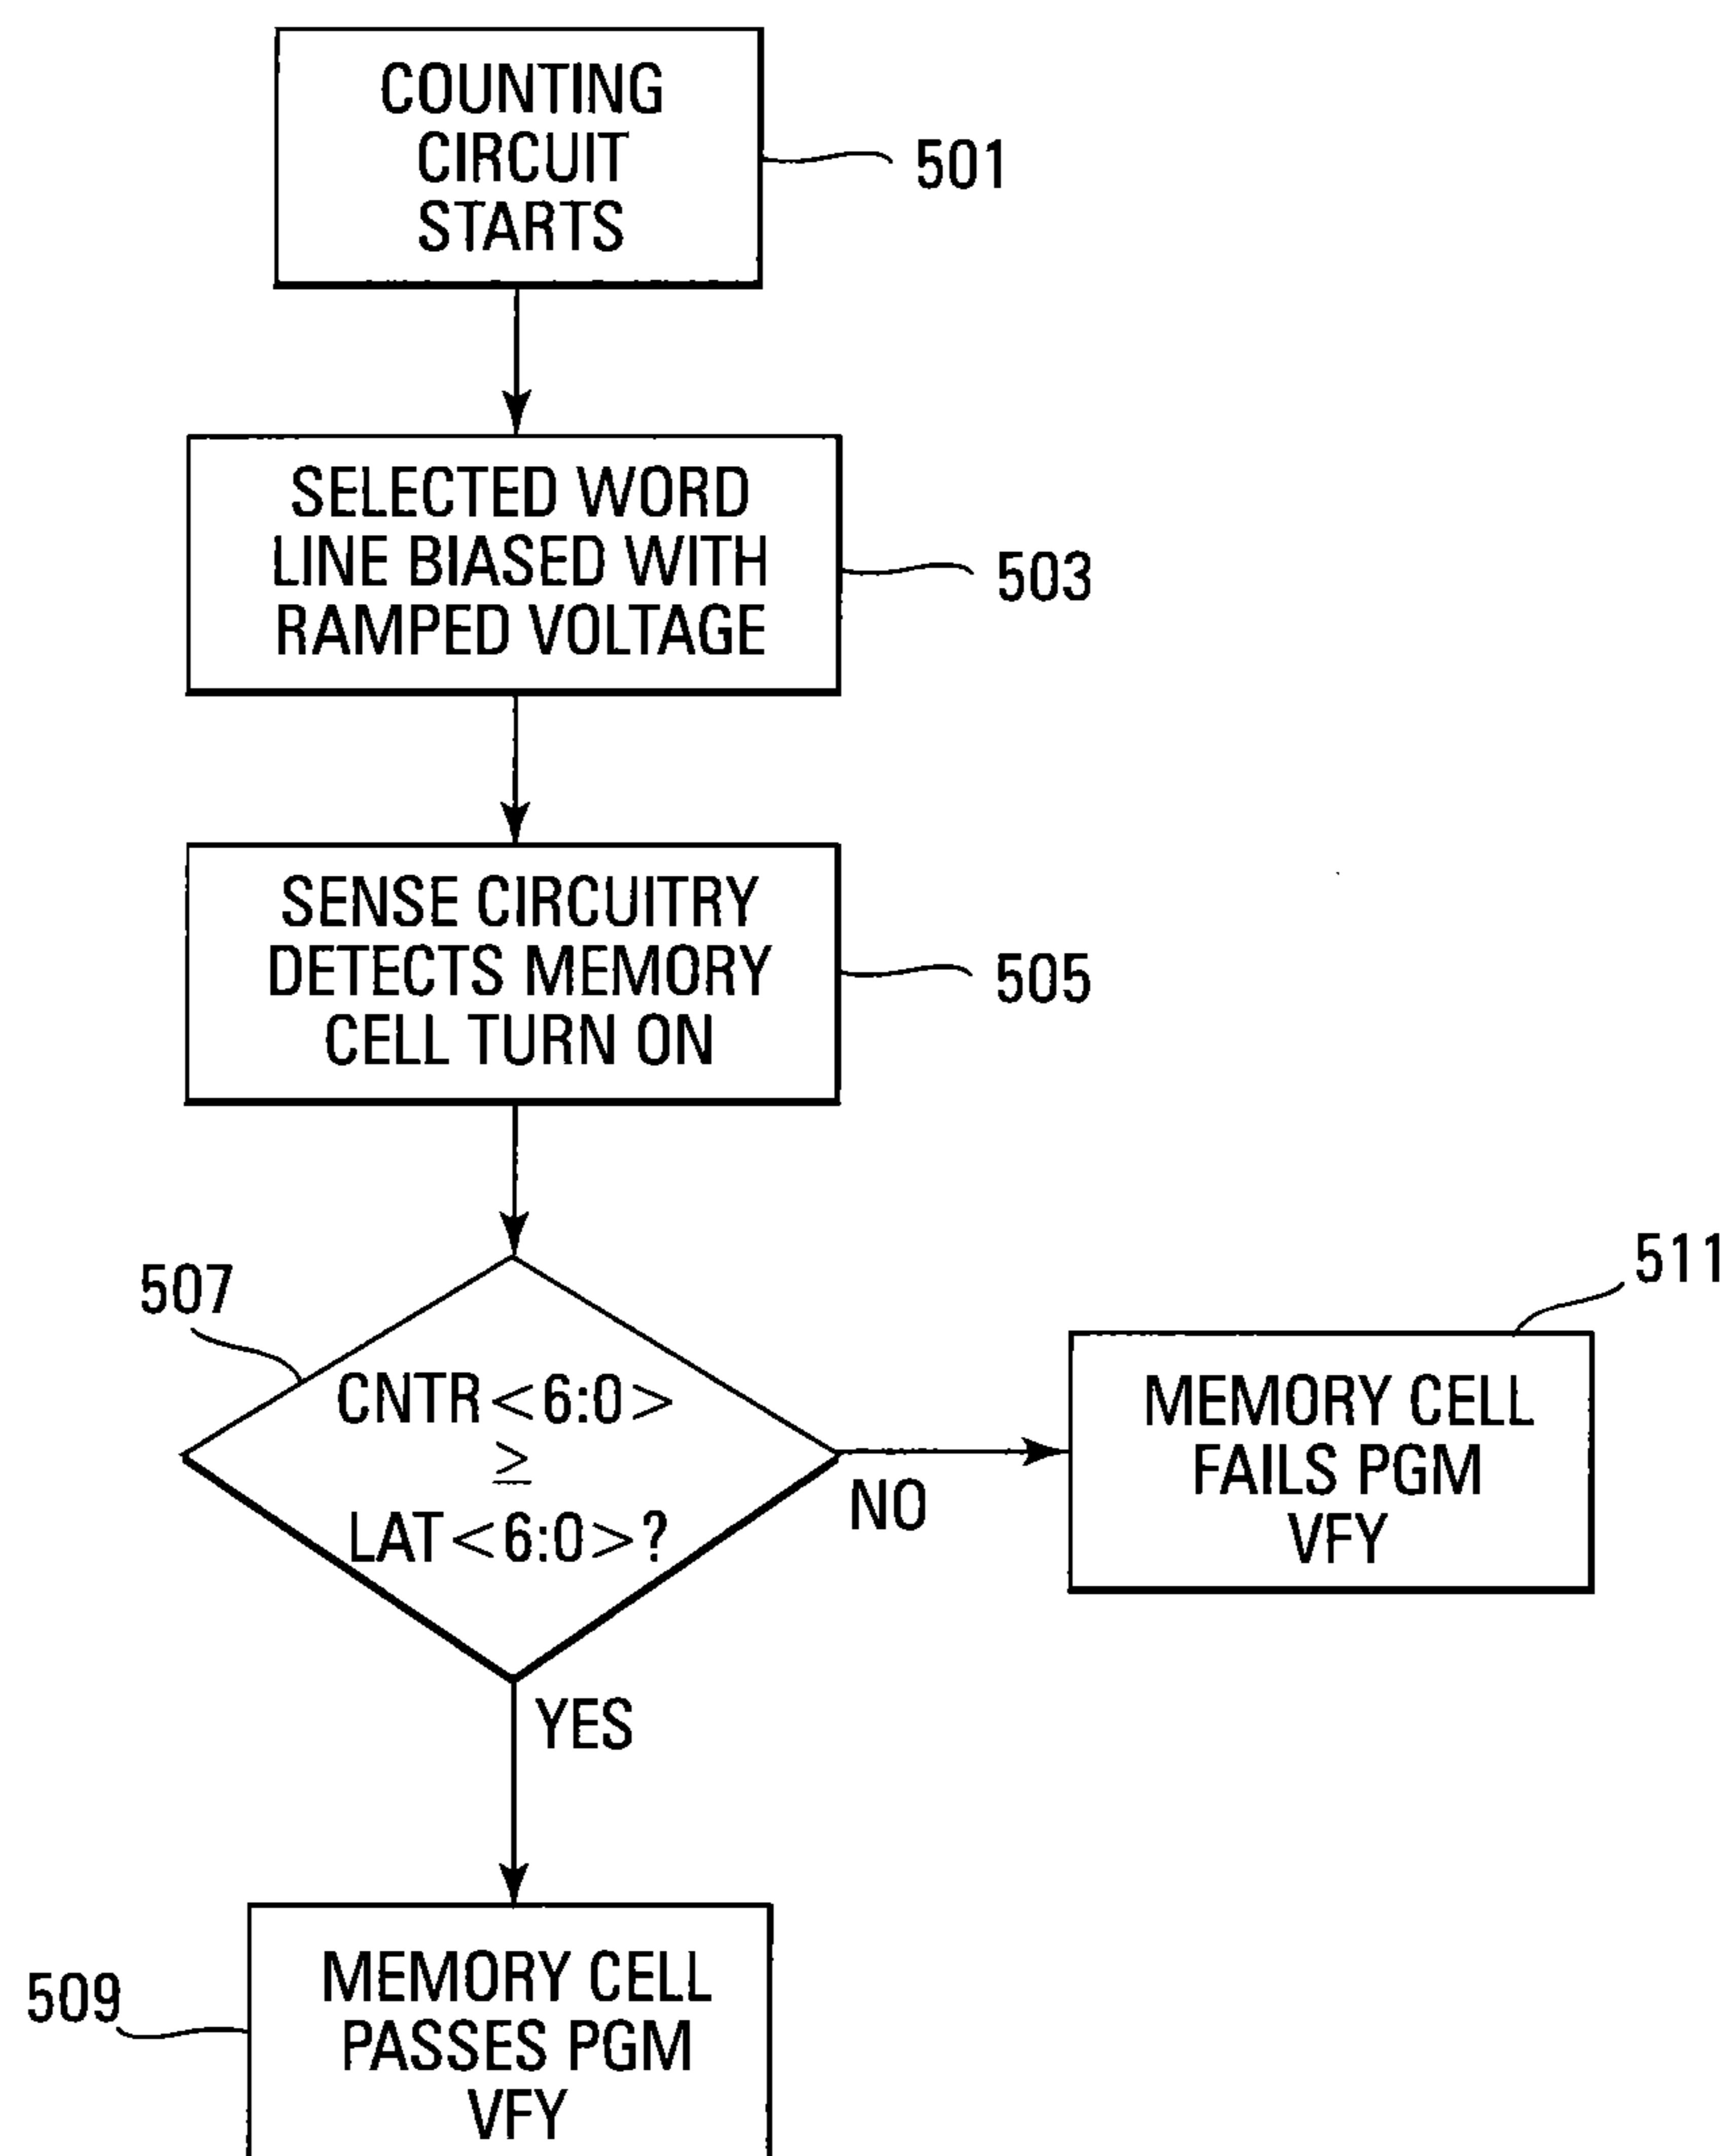 COUNTING
CIRCUIT
STARTS
501
SELECTED WORD
LINE BIASED WITH
RAMPED VOLTAGE
503
SENSE CIRCUITRY
DETECTS MEMORY
CELL TURN ON
505
507
CNTR<6:0>
≥
LAT<6:0>?
NO
511
MEMORY CELL
FAILS PGM
VFY
YES
509
MEMORY CELL
PASSES PGM
VFY